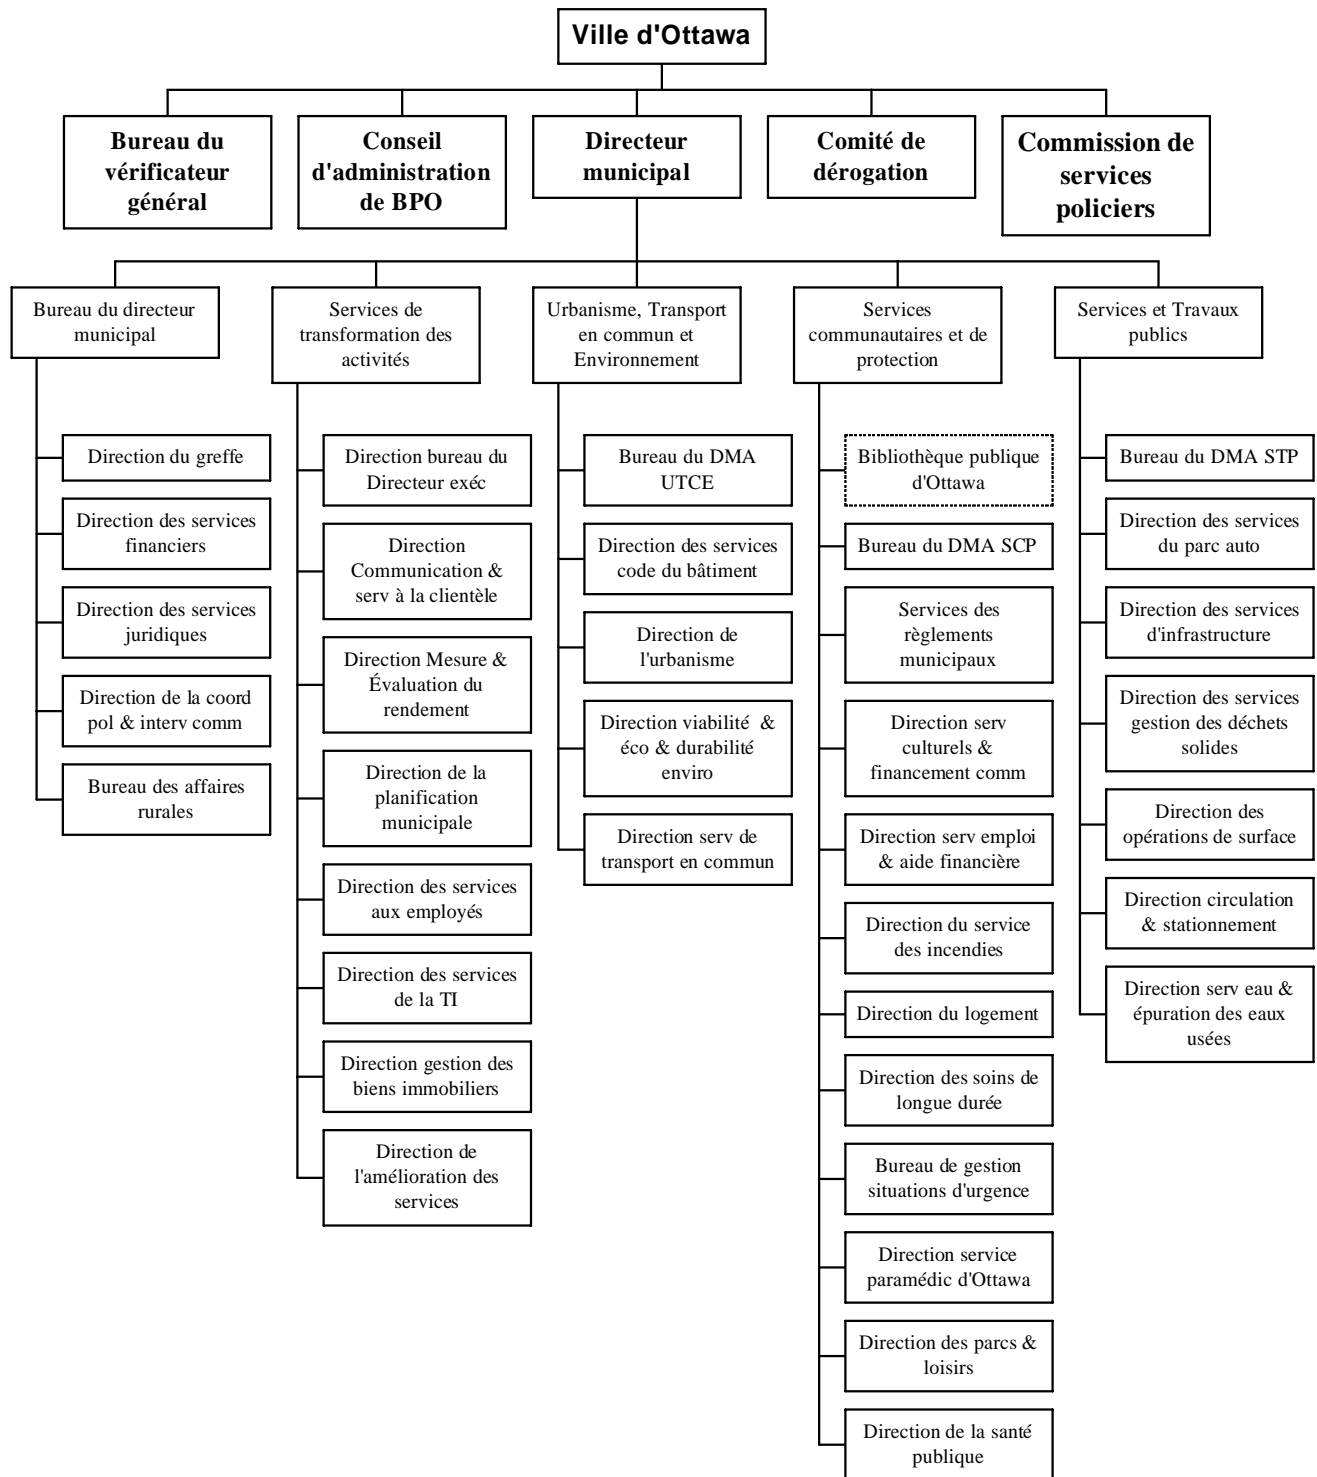 Ville d'Ottawa
Bureau du
vérificateur
général
Conseil
d'administration
de BPO
Directeur
municipal
Comité de
dérogation
Commission de
services
policiers
Bureau du directeur
municipal
Services de
transformation des
activités
Urbanisme, Transport
en commun et
Environnement
Services
communautaires et de
protection
Services et Travaux
publics
Direction du greffe
Direction des services
financiers
Direction des services
juridiques
Direction de la coord
pol & interv comm
Bureau des affaires
rurales
Direction bureau du
Directeur exéc
Direction
Communication &
serv à la clientèle
Direction Mesure &
Évaluation du
rendement
Direction de la
planification
municipale
Direction des services
aux employés
Direction des services
de la TI
Direction gestion des
biens immobiliers
Direction de
l'amélioration des
services
Bureau du DMA
UTCE
Direction des services
code du bâtiment
Direction de
l'urbanisme
Direction viabilité &
éco & durabilité
enviro
Direction serv de
transport en commun
Bibliothèque publique
d'Ottawa
Bureau du DMA SCP
Services des
règlements
municipaux
Direction serv
culturels &
financement comm
Direction serv emploi
& aide financière
Direction du service
des incendies
Direction du logement
Direction des soins de
longue durée
Bureau de gestion
situations d'urgence
Direction service
paramédic d'Ottawa
Direction des parcs &
loisirs
Direction de la santé
publique
Bureau du DMA STP
Direction des services
du parc auto
Direction des services
d'infrastructure
Direction des services
gestion des déchets
solides
Direction des
opérations de surface
Direction circulation
& stationnement
Direction serv eau &
épuration des eaux
usées